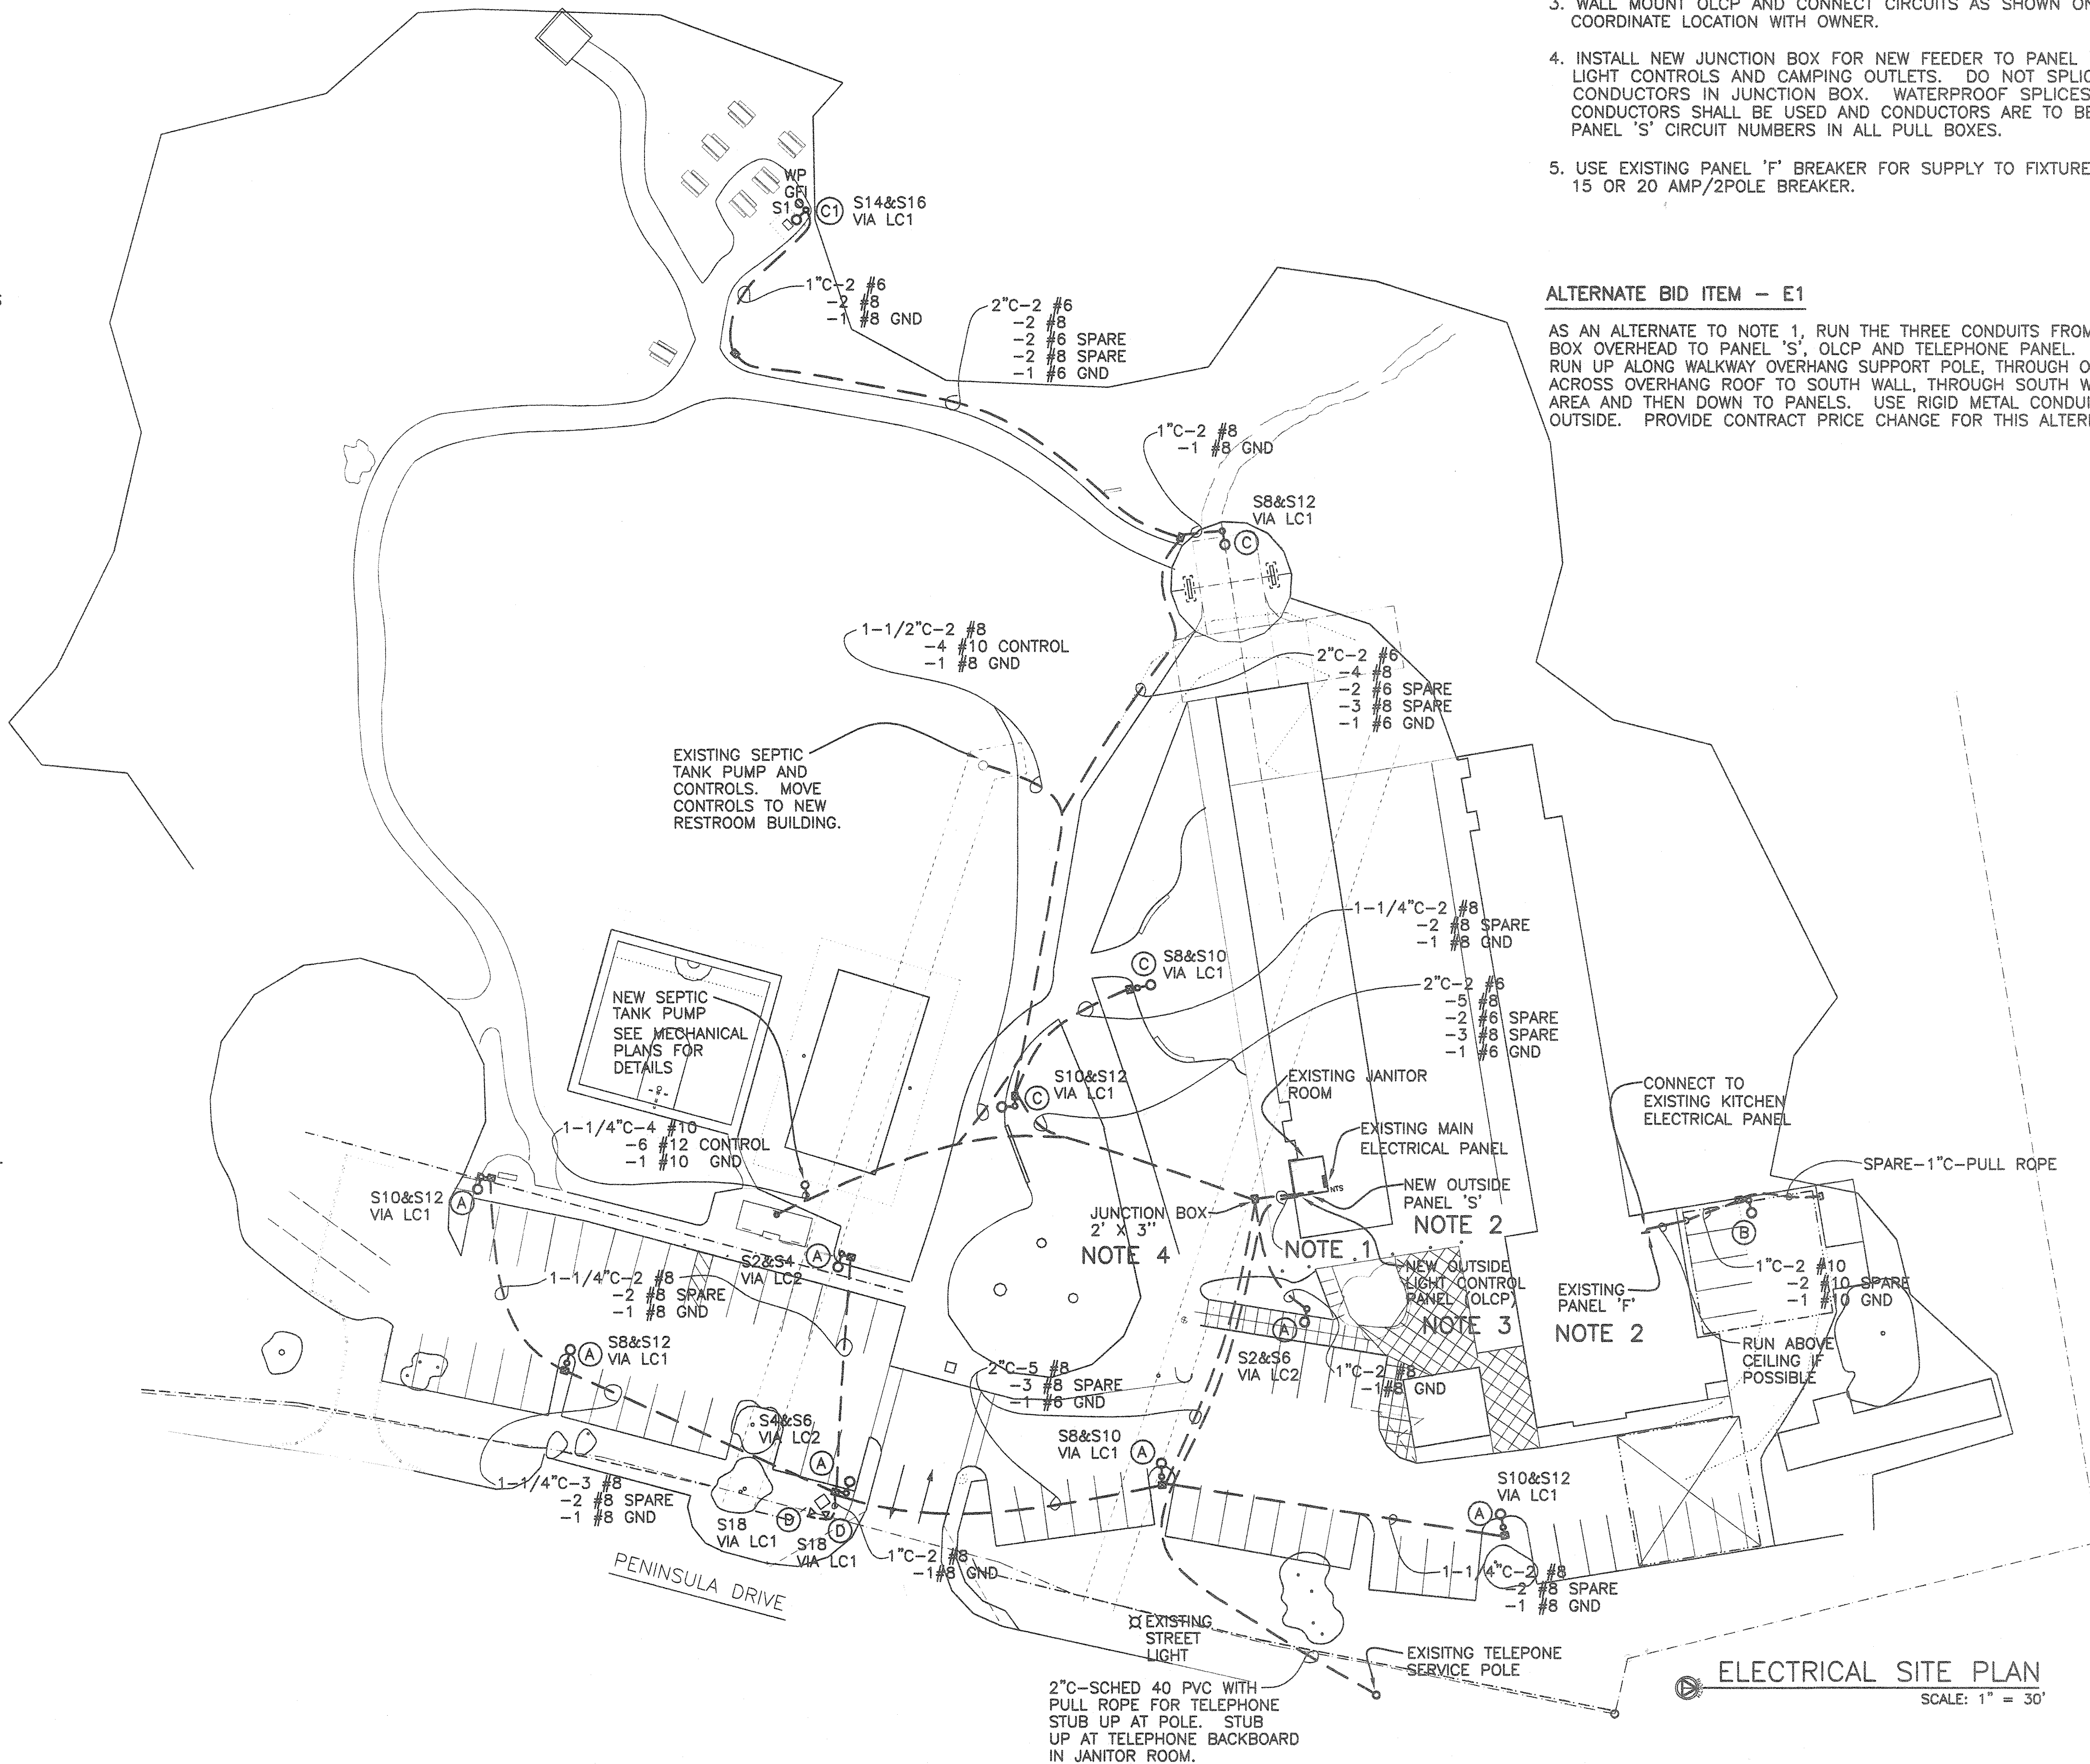 3. WALL MOUNT OLCP AND CONNECT CIRCUITS AS SHOWN ON
COORDINATE LOCATION WITH OWNER.
4. INSTALL NEW JUNCTION BOX FOR NEW FEEDER TO PANEL
LIGHT CONTROLS AND CAMPING OUTLETS. DO NOT SPLIC
CONDUCTORS IN JUNCTION BOX. WATERPROOF SPLICES
CONDUCTORS SHALL BE USED AND CONDUCTORS ARE TO BE
PANEL 'S' CIRCUIT NUMBERS IN ALL PULL BOXES.
5. USE EXISTING PANEL 'F' BREAKER FOR SUPPLY TO FIXTURE
15 OR 20 AMP/2POLE BREAKER.
ALTERNATE BID ITEM - E1
AS AN ALTERNATE TO NOTE 1, RUN THE THREE CONDUITS FROM
BOX OVERHEAD TO PANEL 'S', OLCP AND TELEPHONE PANEL.
RUN UP ALONG WALKWAY OVERHANG SUPPORT POLE, THROUGH O
ACROSS OVERHANG ROOF TO SOUTH WALL, THROUGH SOUTH W
AREA AND THEN DOWN TO PANELS. USE RIGID METAL CONDUI
OUTSIDE. PROVIDE CONTRACT PRICE CHANGE FOR THIS ALTER
WP
GFI
S1
C1
S14&S16
VIA LC1
1"C-2 #6
-2 #8
-1 #8 GND
2"C-2 #6
-2 #8
-2 #6 SPARE
-2 #8 SPARE
-1 #6 GND
1"C-2 #8
-1 #8 GND
S8&S12
VIA LC1
C
1-1/2"C-2 #8
-4 #10 CONTROL
-1 #8 GND
2"C-2 #6
-4 #8
-2 #6 SPARE
-3 #8 SPARE
-1 #6 GND
EXISTING SEPTIC
TANK PUMP AND
CONTROLS. MOVE
CONTROLS TO NEW
RESTROOM BUILDING.
1-1/4"C-2 #8
-2 #8 SPARE
-1 #8 GND
C
S8&S10
VIA LC1
2"C-2 #6
-5 #8
-2 #6 SPARE
-3 #8 SPARE
-1 #6 GND
NEW SEPTIC
TANK PUMP
SEE MECHANICAL
PLANS FOR
DETAILS
S10&S12
VIA LC1
C
EXISTING JANITOR
ROOM
CONNECT TO
EXISTING KITCHEN
ELECTRICAL PANEL
1-1/4"C-4 #10
-6 #12 CONTROL
-1 #10 GND
EXISTING MAIN
ELECTRICAL PANEL
SPARE-1"C-PULL ROPE
NTS
S10&S12
VIA LC1
A
NEW OUTSIDE
PANEL 'S'
NOTE 2
JUNCTION BOX
2' X 3"
NOTE 4
NOTE 1
B
S2&S4
VIA LC2
A
NEW OUTSIDE
LIGHT CONTROL
PANEL (OLCP)
NOTE 3
1-1/4"C-2 #8
-2 #8 SPARE
-1 #8 GND
EXISTING
PANEL 'F'
NOTE 2
1"C-2 #10
-2 #10 SPARE
-1 #10 GND
A
S8&S12
VIA LC1
A
S2&S6
VIA LC2
RUN ABOVE
CEILING IF
POSSIBLE
2"C-5 #8
-3 #8 SPARE
-1 #6 GND
1"C-2 #8
-1#8 GND
S4&S6
VIA LC2
A
S8&S10
VIA LC1
A
1-1/4"C-3 #8
-2 #8 SPARE
-1 #8 GND
S10&S12
VIA LC1
A
S18
VIA LC1
D
D
S18
VIA LC1
1"C-2 #8
-1#8 GND
1-1/4"C-2 #8
-2 #8 SPARE
-1 #8 GND
PENINSULA DRIVE
EXISTING
STREET
LIGHT
EXISITNG TELEPONE
SERVICE POLE
2"C-SCHED 40 PVC WITH
PULL ROPE FOR TELEPHONE
STUB UP AT POLE. STUB
UP AT TELEPHONE BACKBOARD
IN JANITOR ROOM.
ELECTRICAL SITE PLAN
SCALE: 1" = 30'